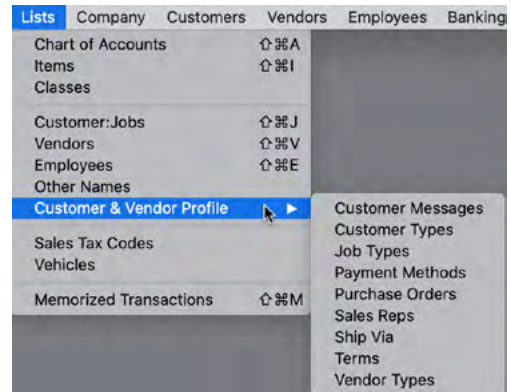 Lists Company Customers Vendors Employees Banking
Chart of Accounts ⇧⌘A
Items ⇧⌘I
Classes
Customer:Jobs ⇧⌘J
Vendors ⇧⌘V
Employees ⇧⌘E
Other Names
Customer & Vendor Profile ▶
Sales Tax Codes
Vehicles
Memorized Transactions ⇧⌘M
Customer Messages
Customer Types
Job Types
Payment Methods
Purchase Orders
Sales Reps
Ship Via
Terms
Vendor Types